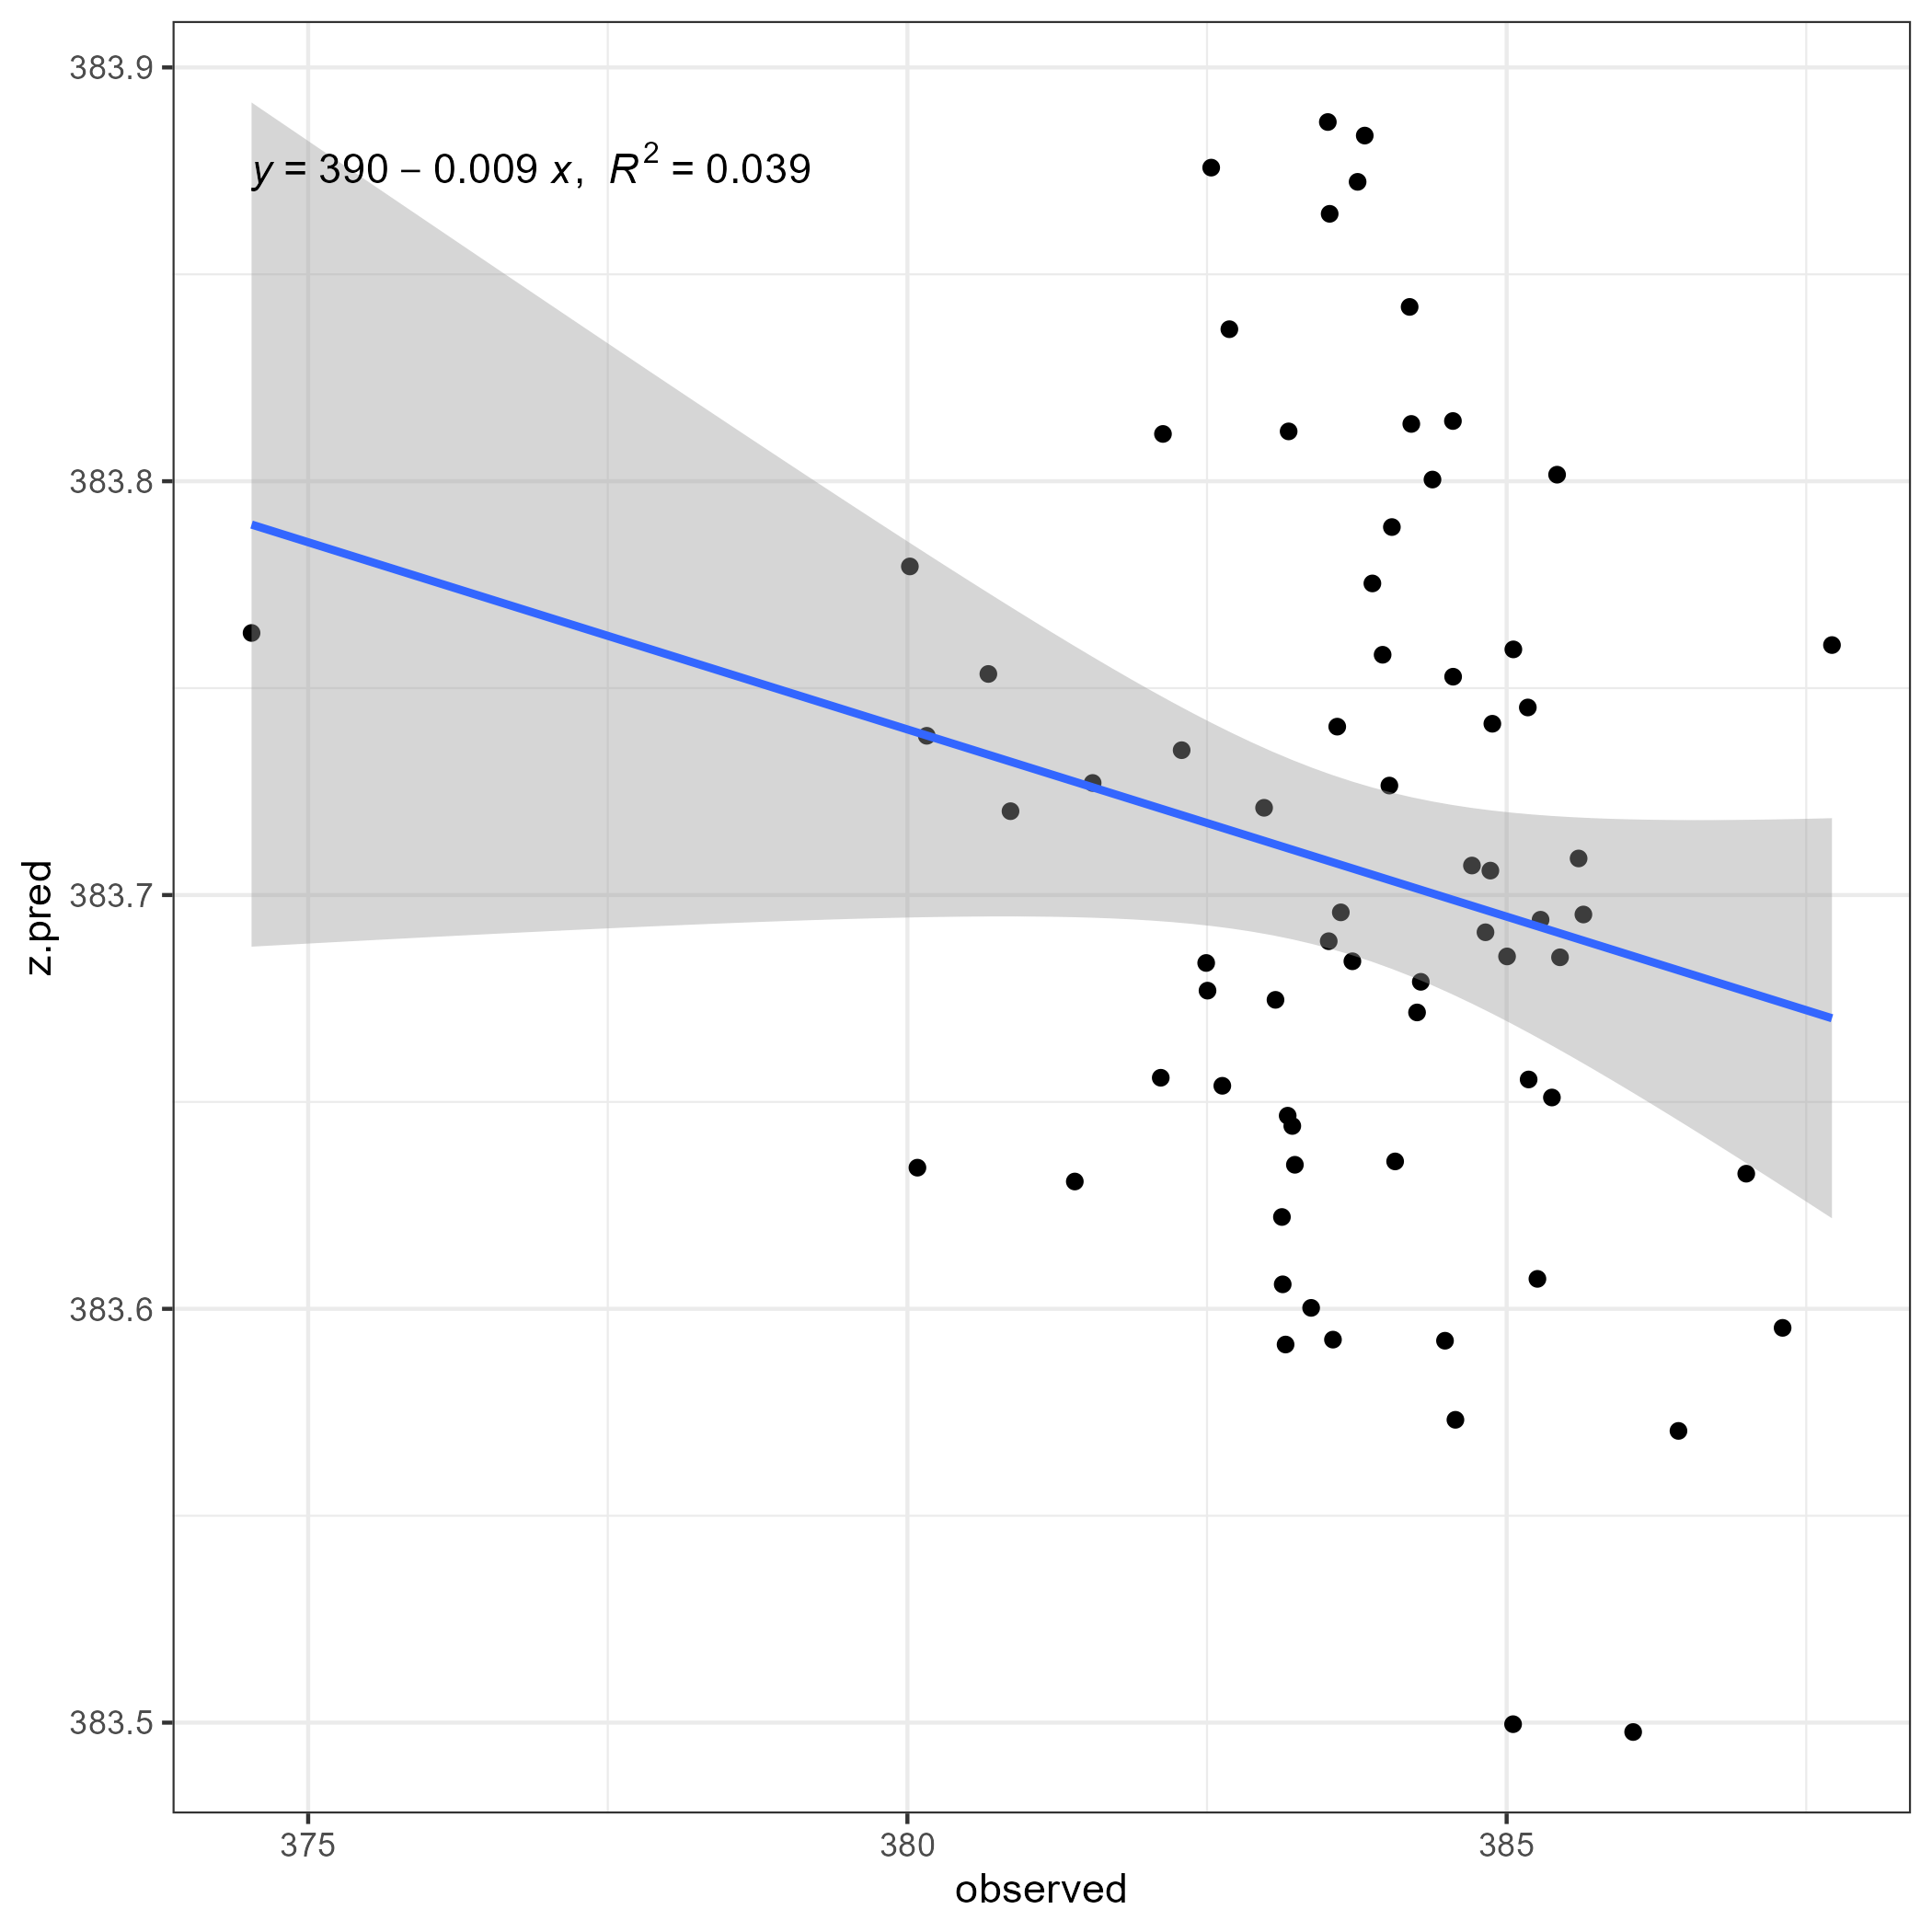 383.9
y = 390 – 0.009 x, R² = 0.039
383.8
383.7
z.pred
383.6
383.5
375 380 385
observed